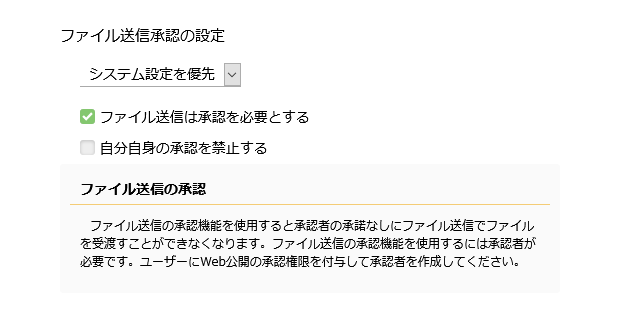 ファイル送信承認の設定
システム設定を優先
ファイル送信は承認を必要とする
自分自身の承認を禁止する
ファイル送信の承認
ファイル送信の承認機能を使用すると承認者の承諾なしにファイル送信でファイル
を受渡すことができなくなります。ファイル送信の承認機能を使用するには承認者が
必要です。ユーザーにWeb公開の承認権限を付与して承認者を作成してください。